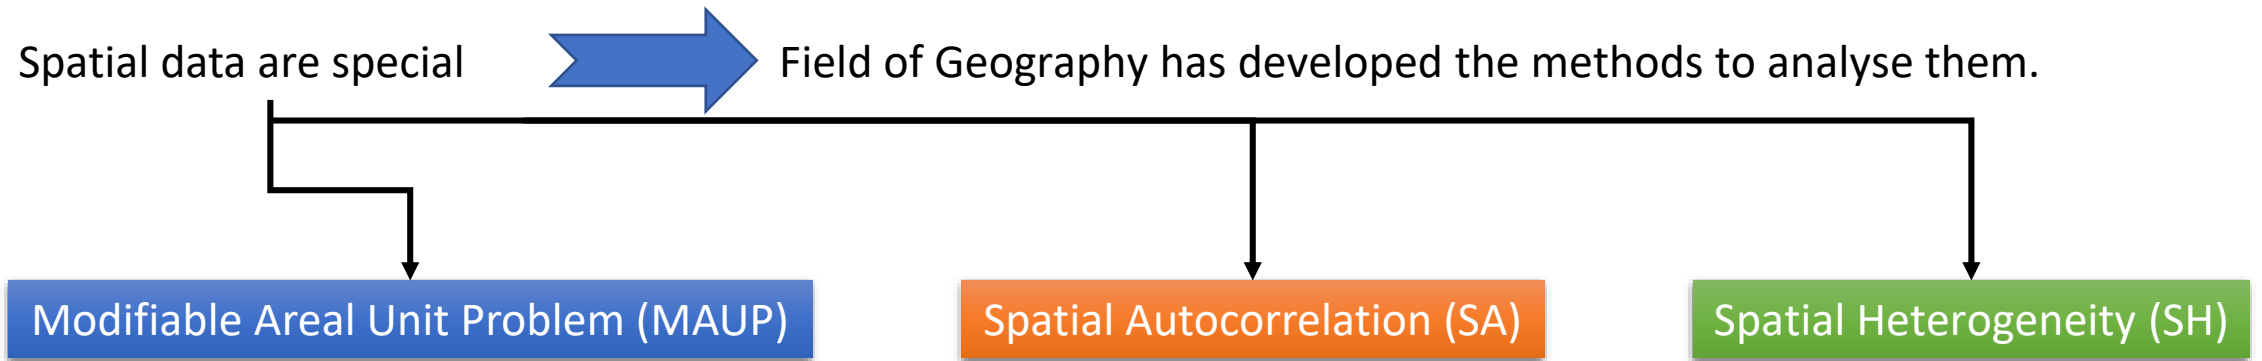 Spatial data are special
Field of Geography has developed the methods to analyse them.
Modifiable Areal Unit Problem (MAUP)
Spatial Autocorrelation (SA)
Spatial Heterogeneity (SH)